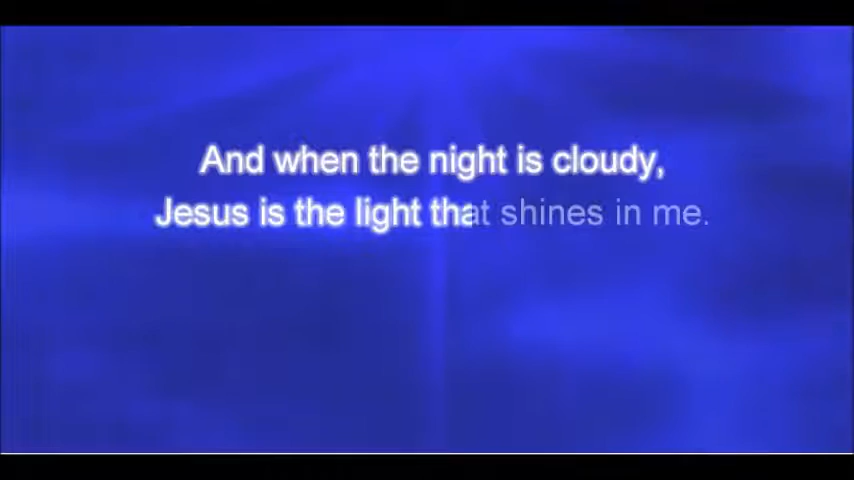 And when the night is cloudy,
Jesus is the light that shines in me.